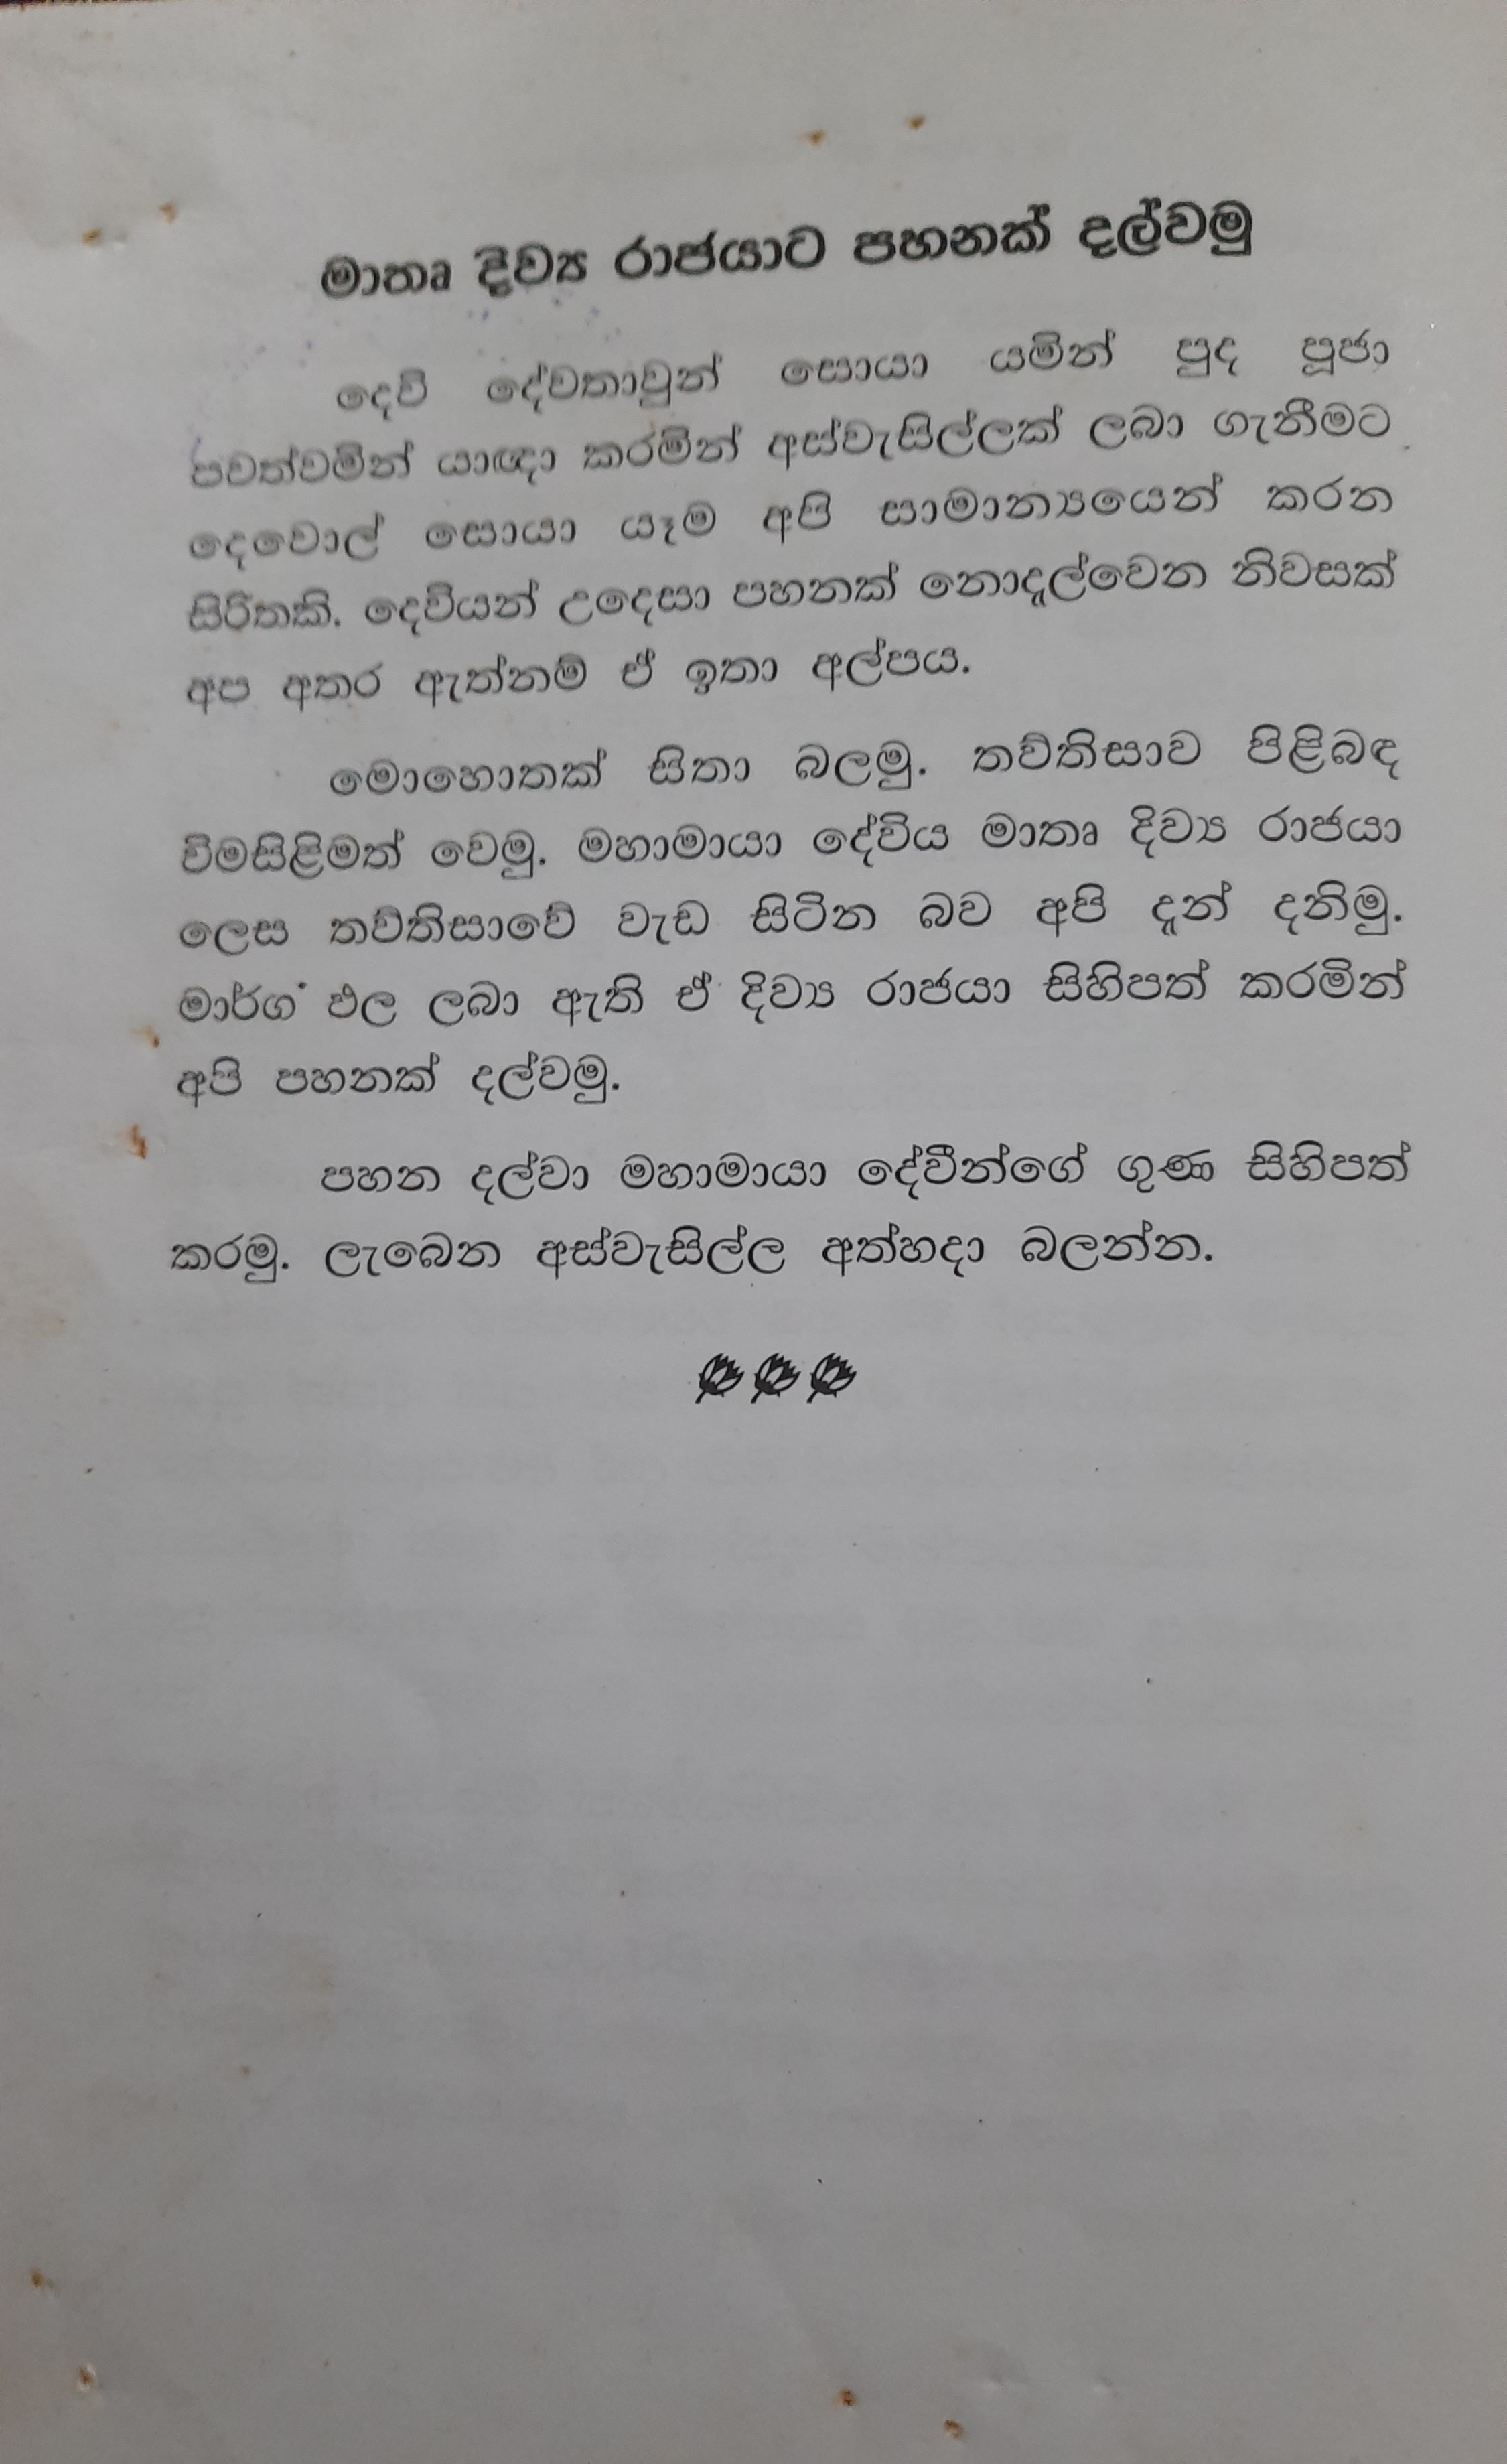 මාතෘ දිව්‍ය රාජයාට පහනක් දල්වමු
දෙවි දේවතාවුන් සොයා යමින් පුද පූජා
පවත්වමින් යාඥා කරමින් අස්වැසිල්ලක් ලබා ගැනීමට
දෙවොල් සොයා යෑම අපි සාමාන්‍යයෙන් කරන
සිරිතකි. දෙවියන් උදෙසා පහනක් නොදැල්වෙන නිවසක්
අප අතර ඇත්නම් ඒ ඉතා අල්පය.
මොහොතක් සිතා බලමු. තව්තිසාව පිළිබඳ
විමසිළිමත් වෙමු. මහාමායා දේවිය මාතෘ දිව්‍ය රාජයා
ලෙස තව්තිසාවේ වැඩ සිටින බව අපි දැන් දනිමු.
මාර්ග ඵල ලබා ඇති ඒ දිව්‍ය රාජයා සිහිපත් කරමින්
අපි පහනක් දල්වමු.
පහන දල්වා මහාමායා දේවීන්ගේ ගුණ සිහිපත්
කරමු. ලැබෙන අස්වැසිල්ල අත්හදා බලන්න.